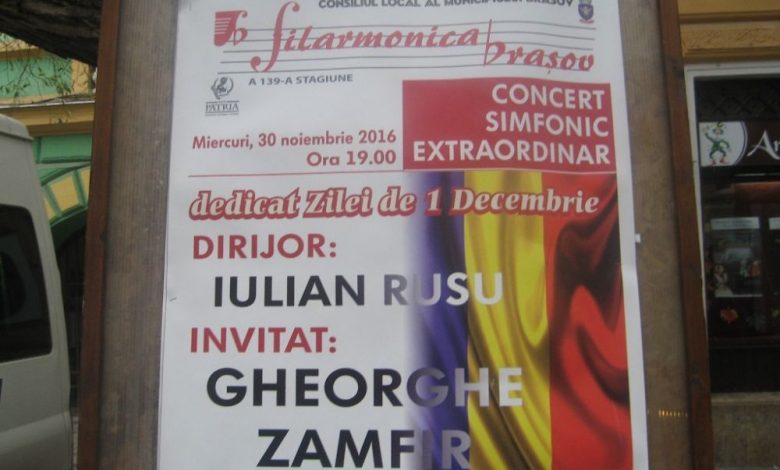 CONSILIUL LOCAL AL MUNICIPIULUI BRASOV
filarmonica
brașov
A 139-A STAGIUNE
PATRIA
CONCERT
SIMFONIC
EXTRAORDINAR
Miercuri, 30 noiembrie 2016
Ora 19.00
dedicat Zilei de 1 Decembrie
DIRIJOR:
IULIAN RUSU
INVITAT:
GHEORGHE
ZAMFIR